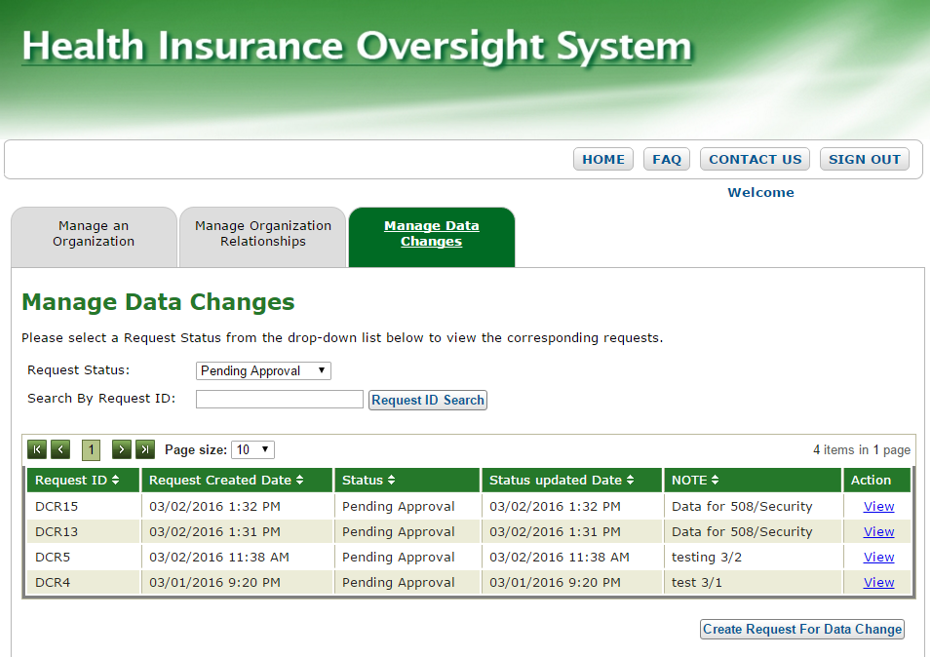 Health Insurance Oversight System
HOME FAQ CONTACT US SIGN OUT
Welcome
Manage an
Organization
Manage Organization
Relationships
Manage Data
Changes
Manage Data Changes
Please select a Request Status from the drop-down list below to view the corresponding requests.
Request Status: Pending Approval
Search By Request ID: Request ID Search
1 Page size: 10 4 items in 1 page
Request ID Request Created Date Status Status updated Date NOTE Action
DCR15 03/02/2016 1:32 PM Pending Approval 03/02/2016 1:32 PM Data for 508/Security View
DCR13 03/02/2016 1:31 PM Pending Approval 03/02/2016 1:31 PM Data for 508/Security View
DCR5 03/02/2016 11:38 AM Pending Approval 03/02/2016 11:38 AM testing 3/2 View
DCR4 03/01/2016 9:20 PM Pending Approval 03/01/2016 9:20 PM test 3/1 View
Create Request For Data Change